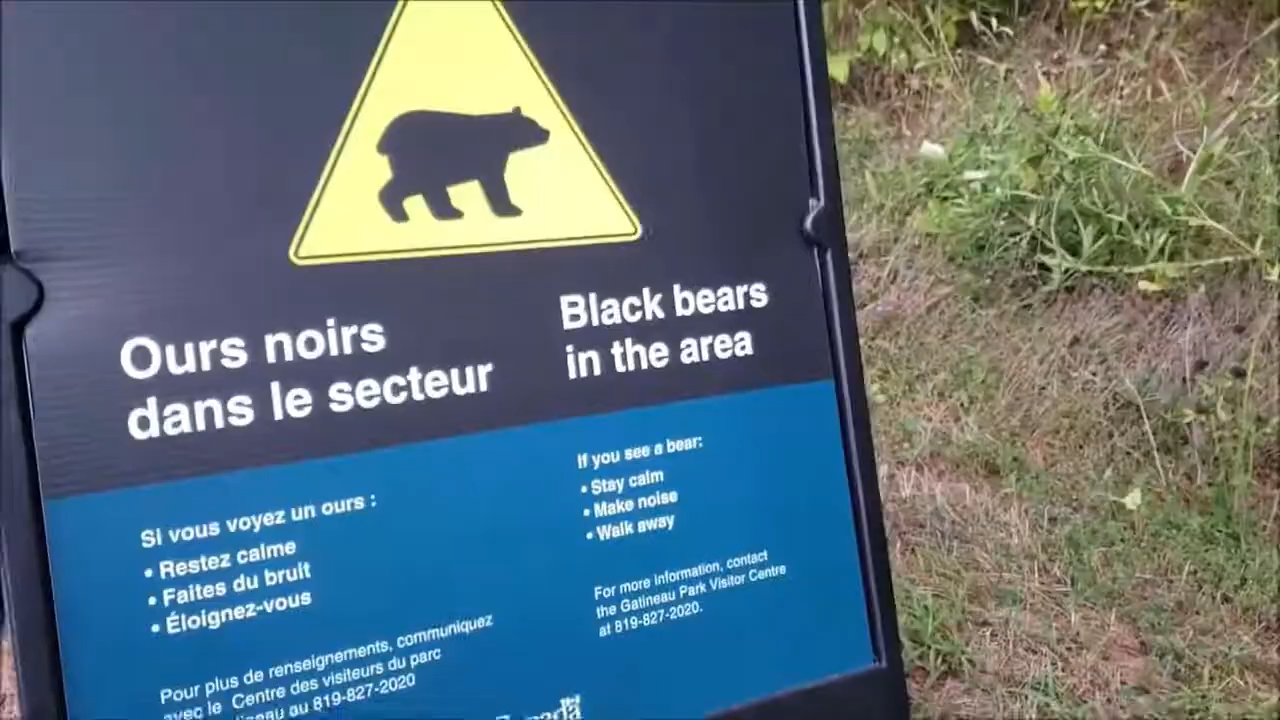 Ours noirs
dans le secteur
Black bears
in the area
Si vous voyez un ours :
• Restez calme
• Faites du bruit
• Éloignez-vous
Pour plus de renseignements, communiquez
avec le Centre des visiteurs du parc
au 819-827-2020
If you see a bear:
• Stay calm
• Make noise
• Walk away
For more information, contact
the Gatineau Park Visitor Centre
at 819-827-2020.
Canada